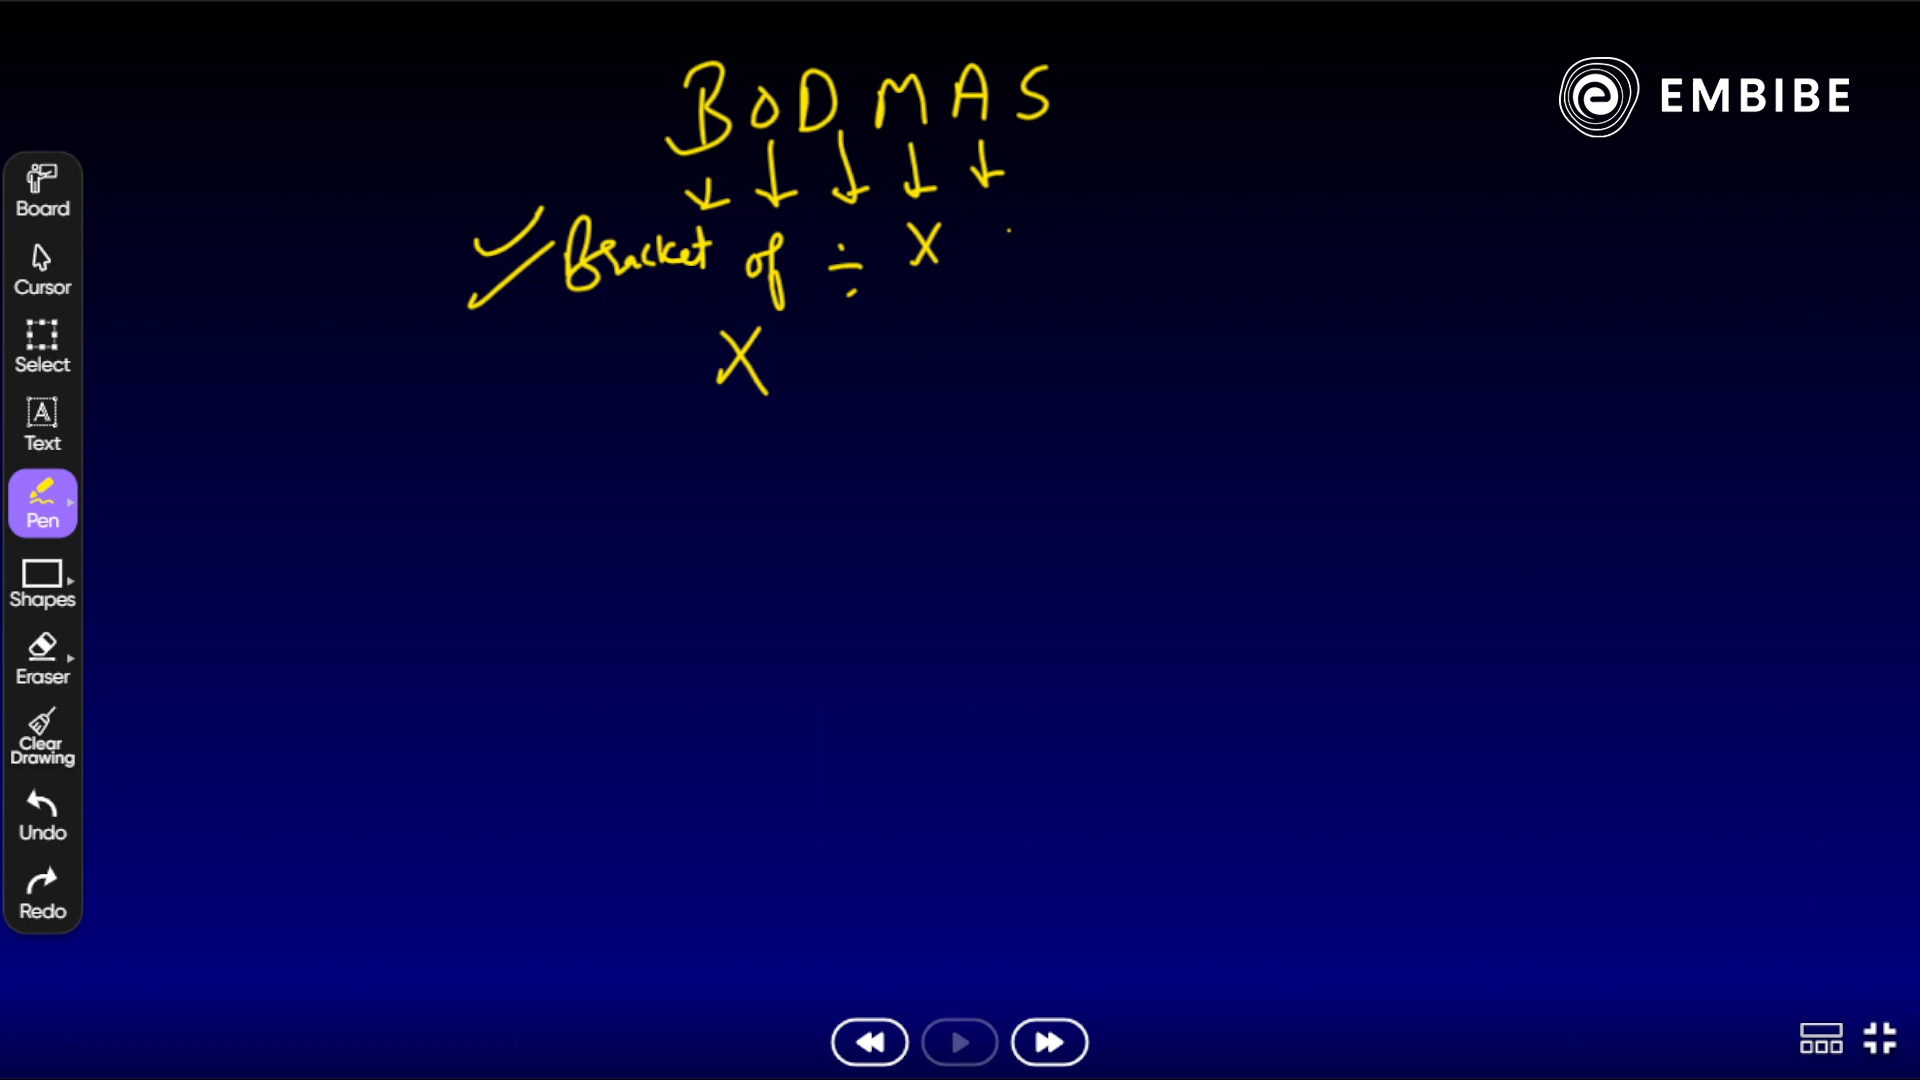 BODMAS
EMBIBE
Bracket of ÷ X
X
Board
Cursor
Select
Text
Pen
Shapes
Eraser
Clear
Drawing
Undo
Redo